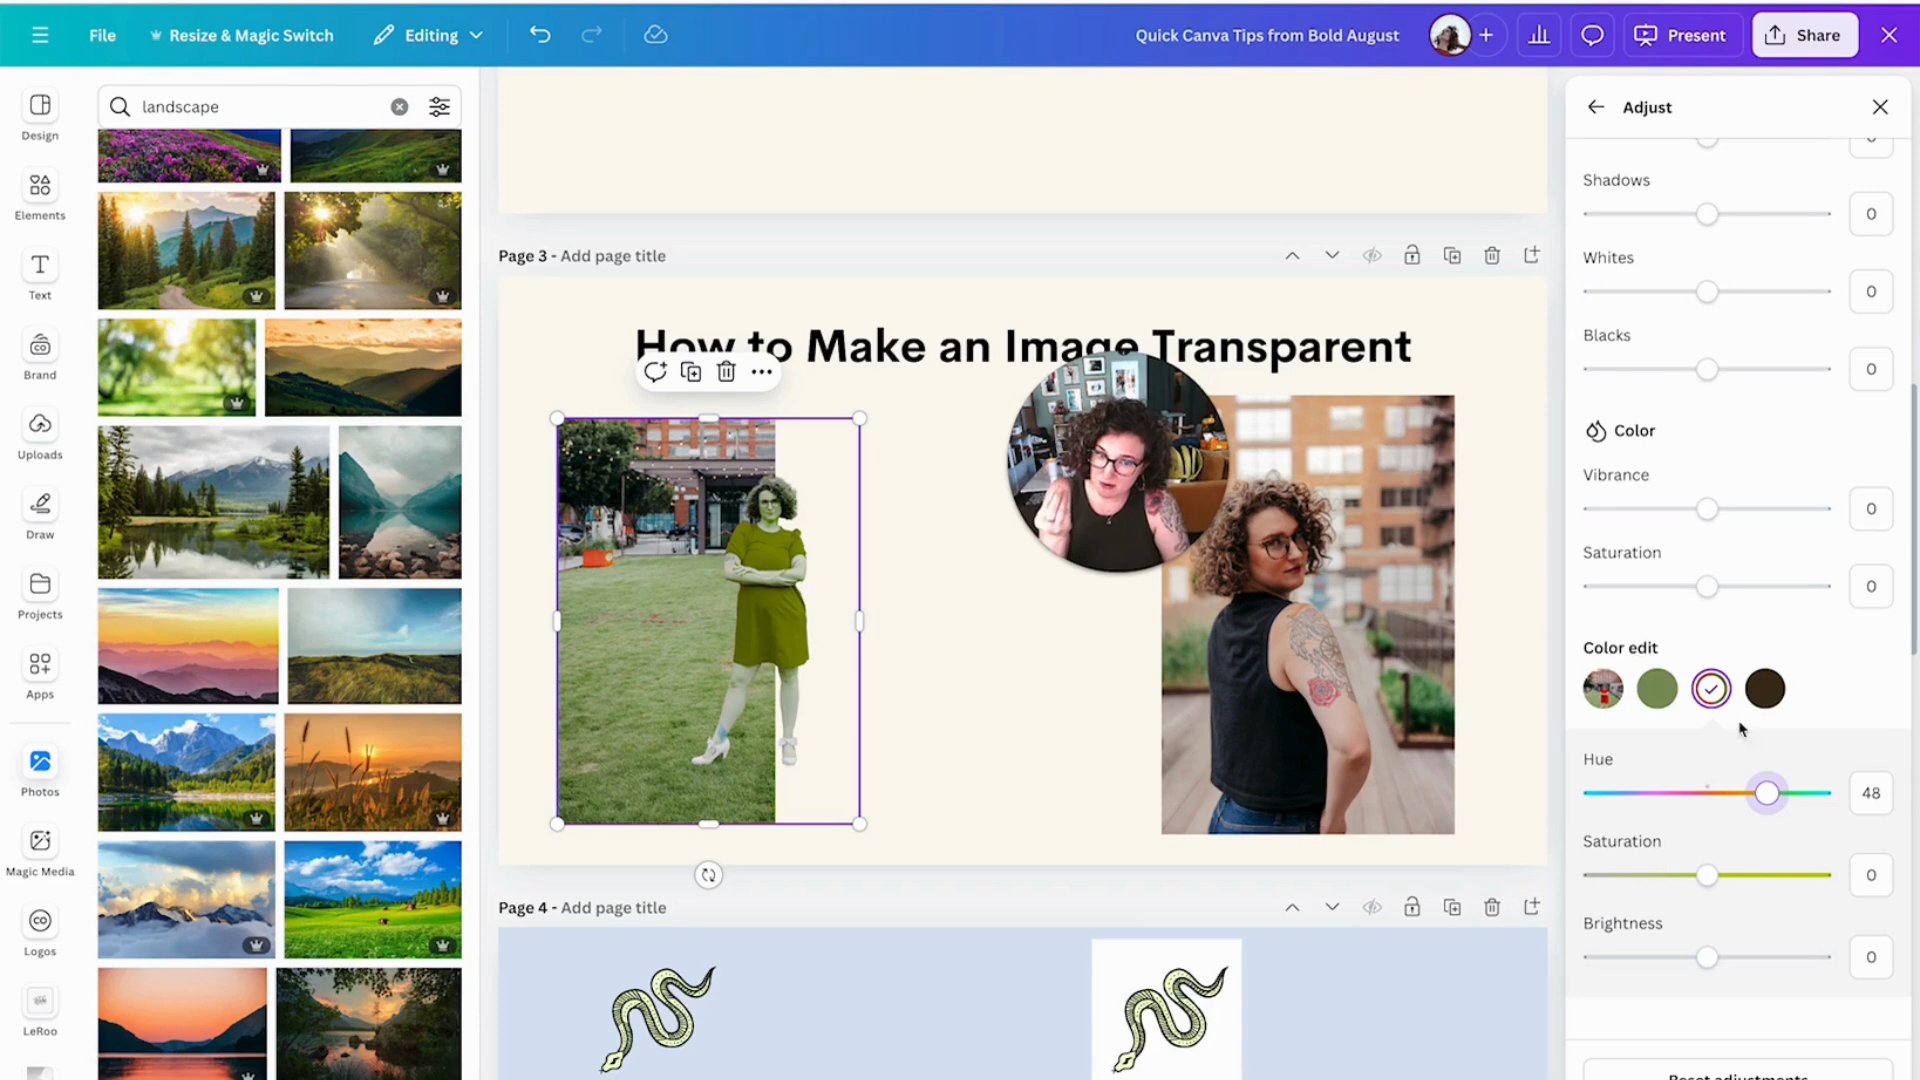 File
Resize & Magic Switch
Editing
Quick Canva Tips from Bold August
Present
Share
Design
Elements
Text
Brand
Uploads
Draw
Projects
Apps
Photos
Magic Media
Logos
LeRoo
landscape
Page 3 - Add page title
How to Make an Image Transparent
Page 4 - Add page title
Adjust
Shadows
0
Whites
0
Blacks
0
Color
Vibrance
0
Saturation
0
Color edit
Hue
48
Saturation
0
Brightness
0
Reset adjustments